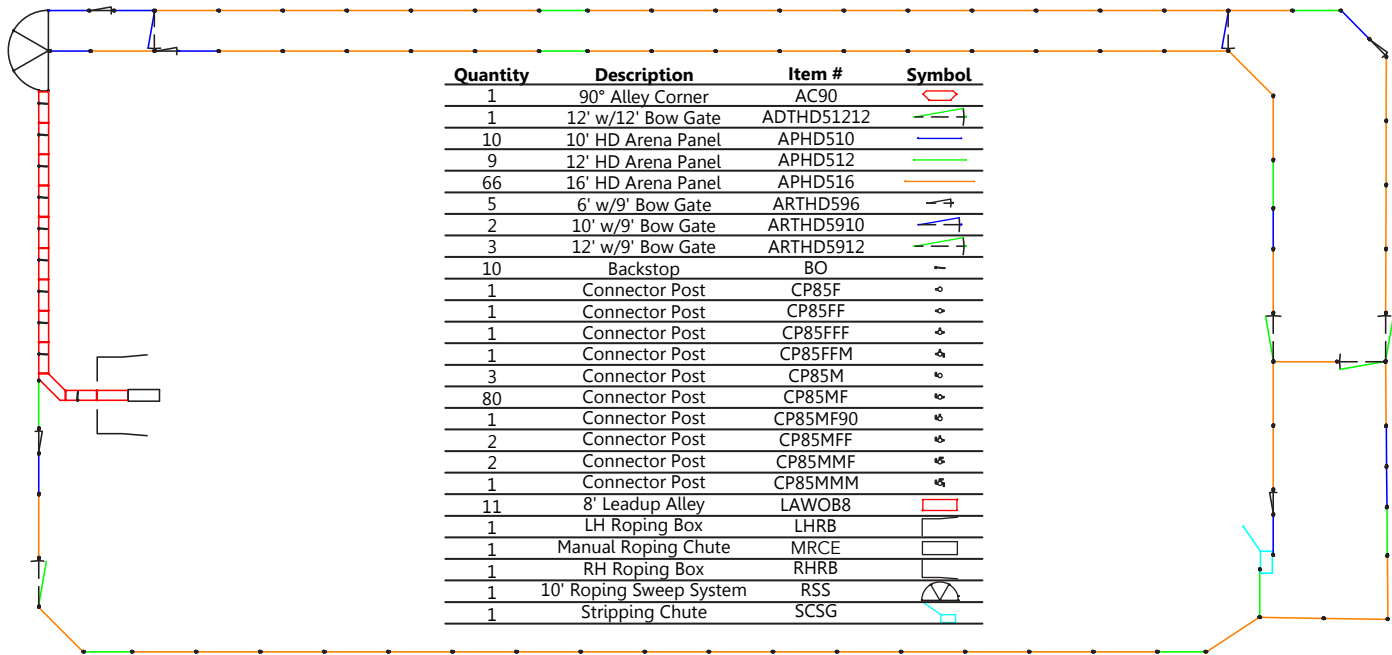 Quantity Description Item # Symbol
1 90° Alley Corner AC90
1 12' w/12' Bow Gate ADTHD51212
10 10' HD Arena Panel APHD510
9 12' HD Arena Panel APHD512
66 16' HD Arena Panel APHD516
5 6' w/9' Bow Gate ARTHD596
2 10' w/9' Bow Gate ARTHD5910
3 12' w/9' Bow Gate ARTHD5912
10 Backstop BO
1 Connector Post CP85F
1 Connector Post CP85FF
1 Connector Post CP85FFF
1 Connector Post CP85FFM
3 Connector Post CP85M
80 Connector Post CP85MF
1 Connector Post CP85MF90
2 Connector Post CP85MFF
2 Connector Post CP85MMF
1 Connector Post CP85MMM
11 8' Leadup Alley LAWOB8
1 LH Roping Box LHRB
1 Manual Roping Chute MRCE
1 RH Roping Box RHRB
1 10' Roping Sweep System RSS
1 Stripping Chute SCSG